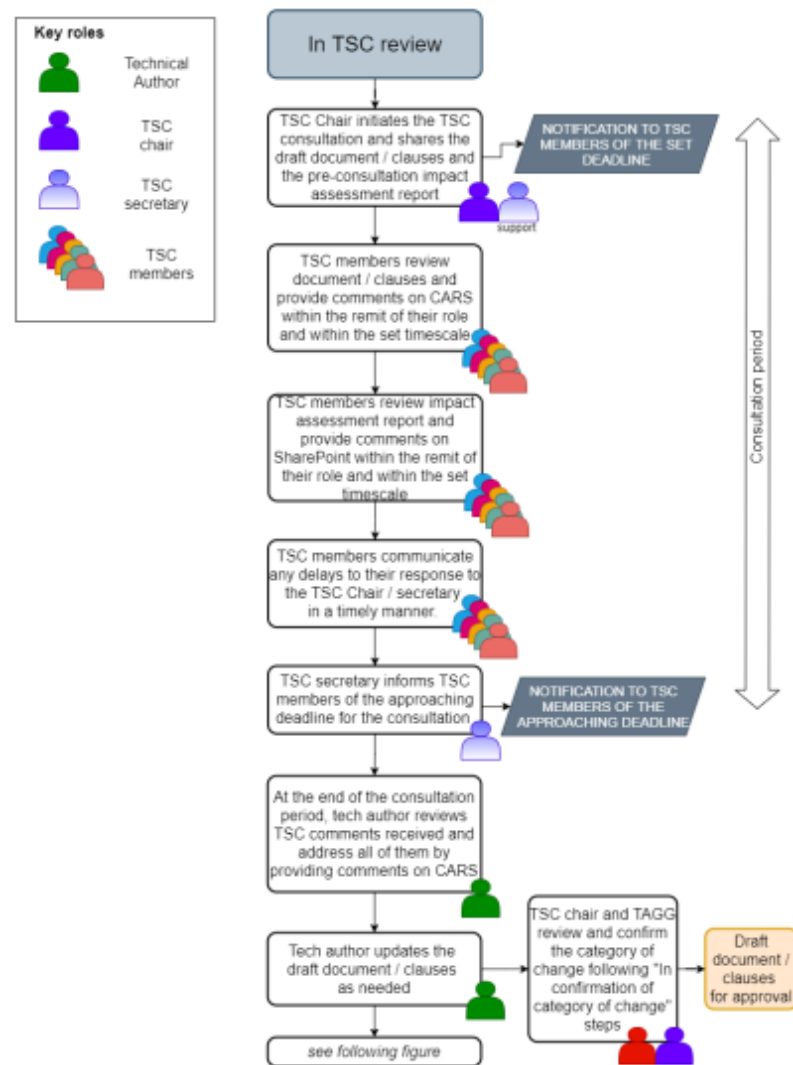 Key roles
Technical
Author
TSC
chair
TSC
secretary
TSC
members
In TSC review
TSC Chair initiates the TSC
consultation and shares the
draft document / clauses and
the pre-consultation impact
assessment report
support
NOTIFICATION TO TSC
MEMBERS OF THE SET
DEADLINE
TSC members review
document / clauses and
provide comments on CARS
within the remit of their role
and within the set timescale
TSC members review impact
assessment report and
provide comments on
SharePoint within the remit of
their role and within the set
timescale
TSC members communicate
any delays to their response to
the TSC Chair / secretary
in a timely manner.
TSC secretary informs TSC
members of the approaching
deadline for the consultation
NOTIFICATION TO TSC
MEMBERS OF THE
APPROACHING DEADLINE
Consultation period
At the end of the consultation
period, tech author reviews
TSC comments received and
address all of them by
providing comments on CARS
Tech author updates the
draft document / clauses
as needed
TSC chair and TAGG
review and confirm
the category of
change following "In
confirmation of
category of change"
steps
Draft
document /
clauses
for approval
see following figure